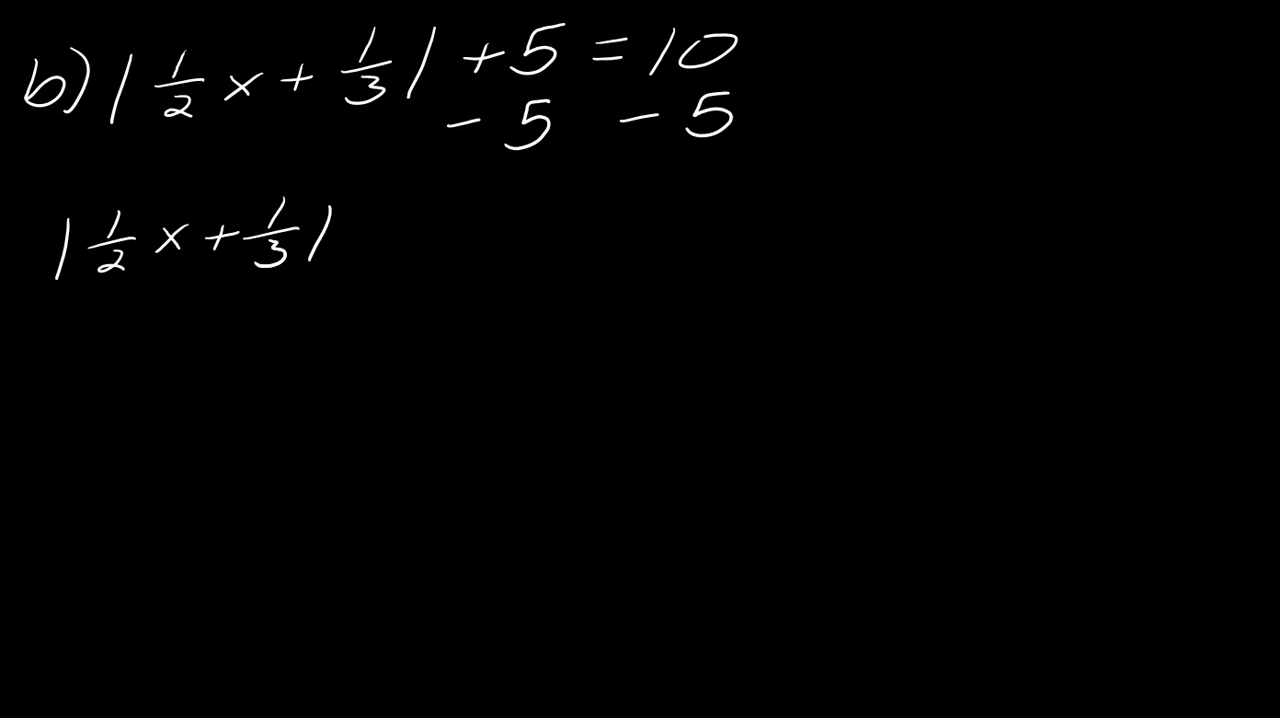 b) | 1/2 x + 1/3 | + 5 = 10
- 5 - 5
| 1/2 x + 1/3 |